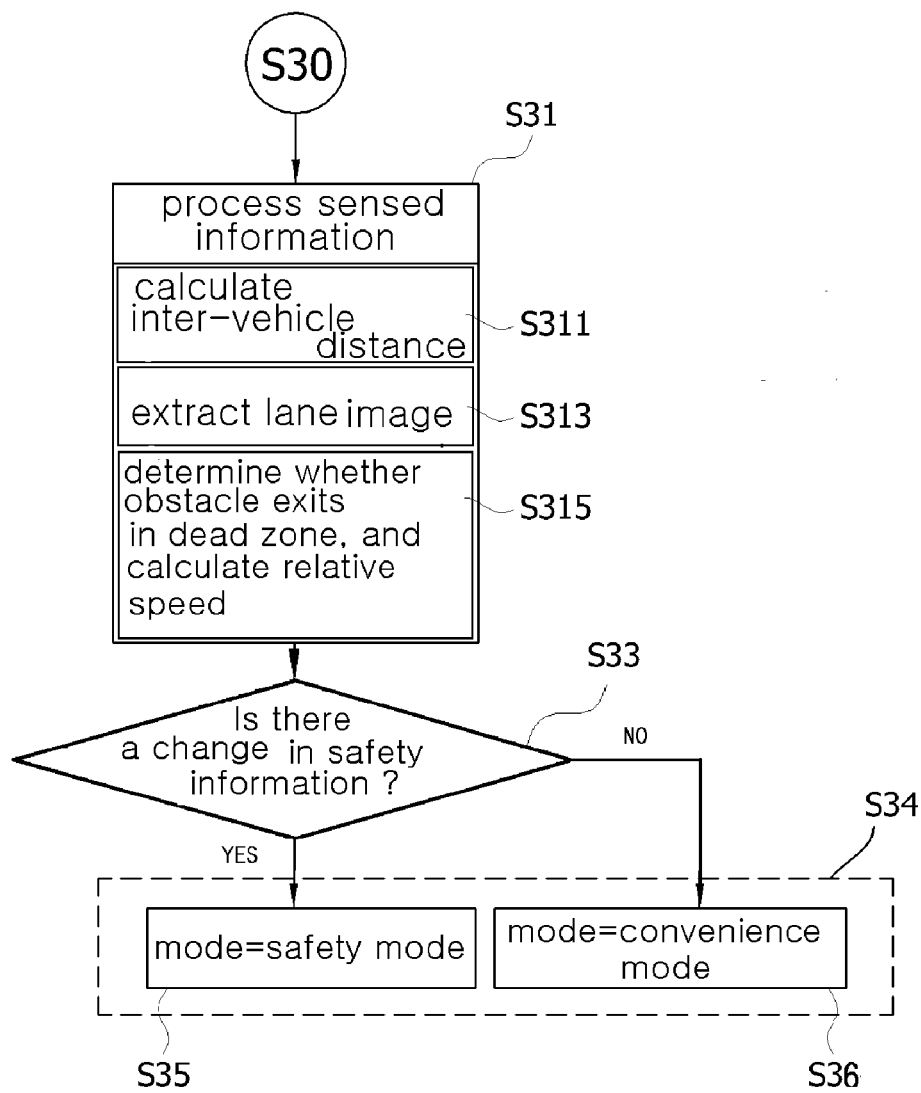 S30
S31
process sensed
information
calculate
inter-vehicle
distance
S311
extract lane image
S313
determine whether
obstacle exits
in dead zone, and
calculate relative
speed
S315
S33
Is there
a change in safety
information ?
NO
YES
S34
mode=safety mode
mode=convenience
mode
S35
S36